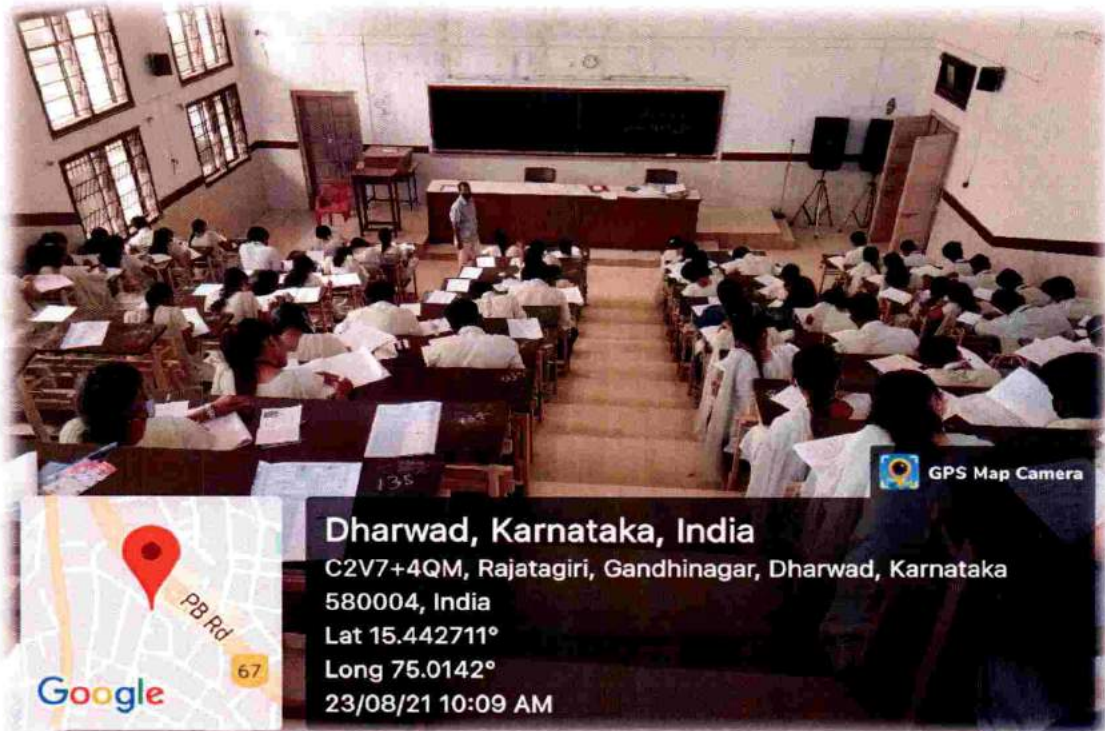 135
GPS Map Camera
Dharwad, Karnataka, India
C2V7+4QM, Rajatagiri, Gandhinagar, Dharwad, Karnataka
580004, India
Lat 15.442711°
Long 75.0142°
23/08/21 10:09 AM
PB Rd
67
Google